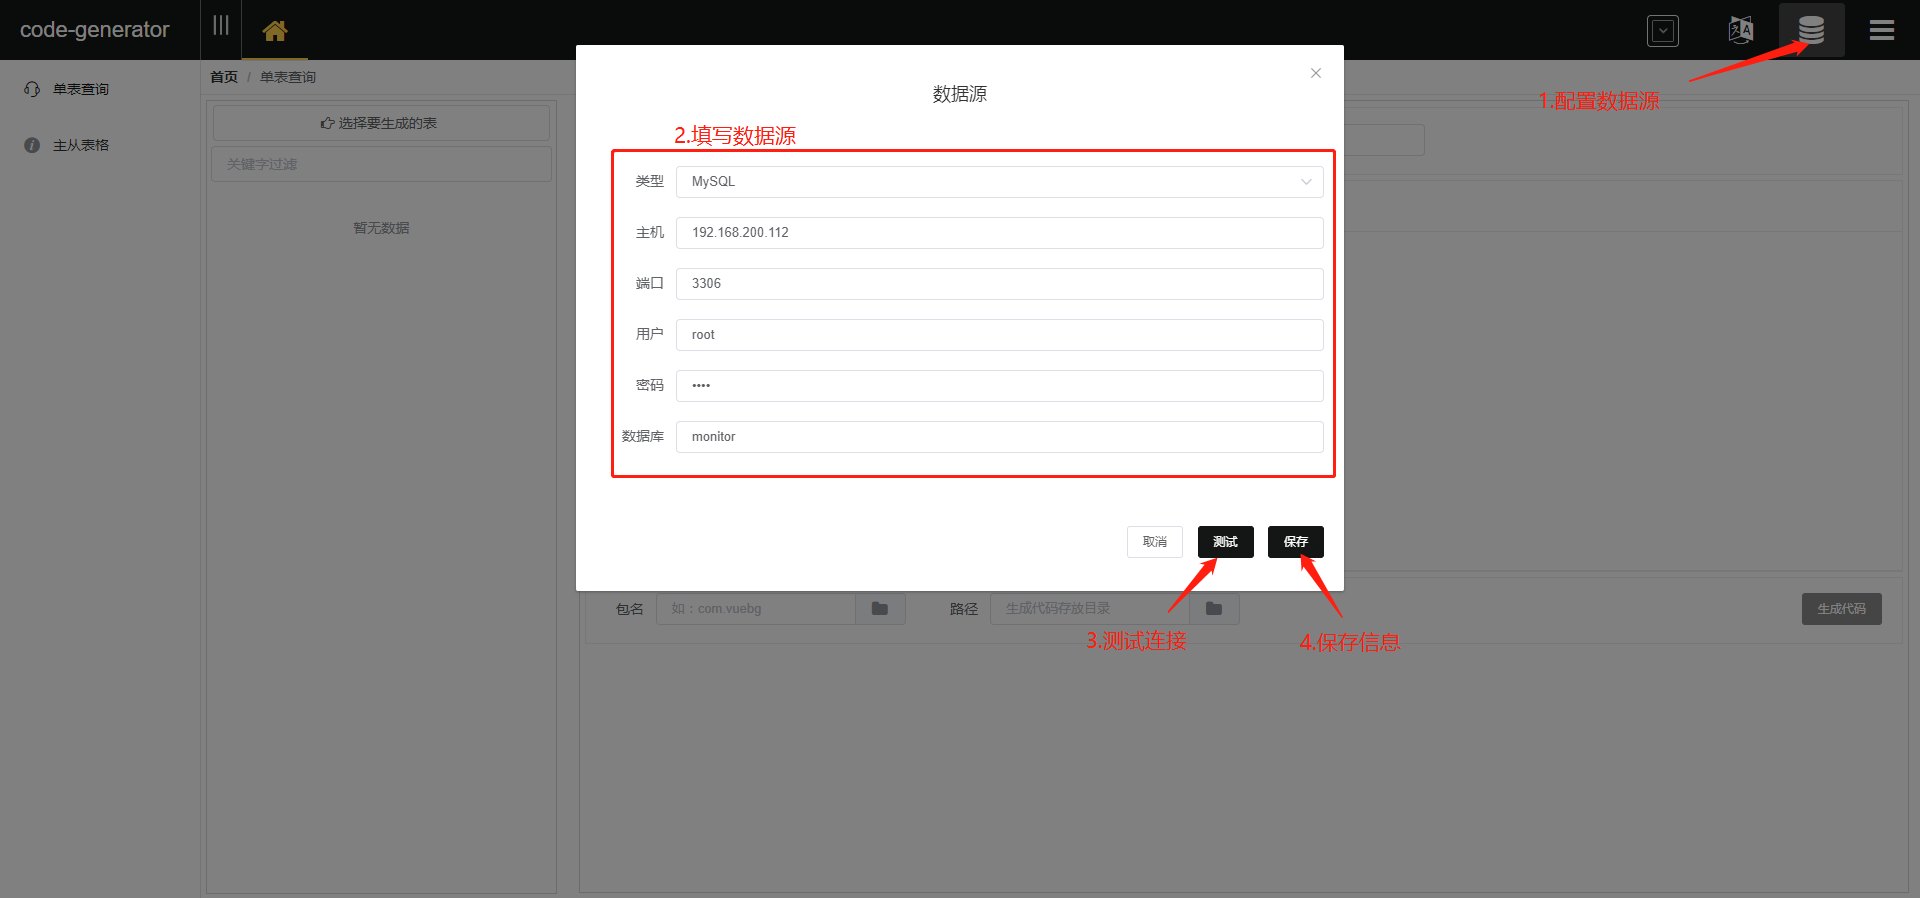 code-generator
单表查询
主从表格
首页 / 单表查询
选择要生成的表
关键字过滤
暂无数据
1.配置数据源
数据源
2.填写数据源
类型 MySQL
主机 192.168.200.112
端口 3306
用户 root
密码 ••••
数据库 monitor
取消 测试 保存
包名 如：com.vuebg 路径 生成代码存放目录 生成代码
3.测试连接 4.保存信息